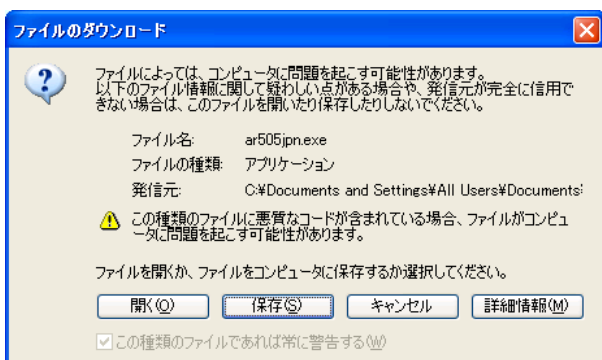 ファイルのダウンロード
ファイルによっては、コンピュータに問題を起こす可能性があります。
以下のファイル情報に関して疑わしい点がある場合や、発信元が完全に信用で
きない場合は、このファイルを開いたり保存したりしないでください。
ファイル名: ar505jpn.exe
ファイルの種類: アプリケーション
発信元: C:¥Documents and Settings¥All Users¥Documents
この種類のファイルに悪質なコードが含まれている場合、ファイルがコンピュ
ータに問題を起こす可能性があります。
ファイルを開くか、ファイルをコンピュータに保存するか選択してください。
開く(O) 保存(S) キャンセル 詳細情報(M)
この種類のファイルであれば常に警告する(W)